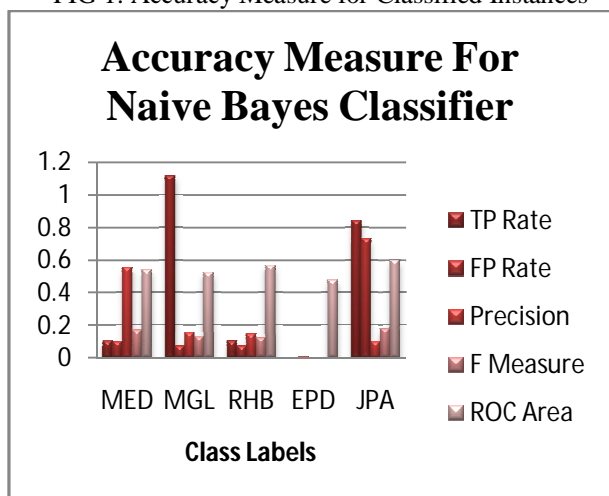 FIG 1: Accuracy Measure for Classified Instances
Accuracy Measure For
Naive Bayes Classifier
1.2
1
0.8
0.6
0.4
0.2
0
MED MGL RHB EPD JPA
Class Labels
TP Rate
FP Rate
Precision
F Measure
ROC Area